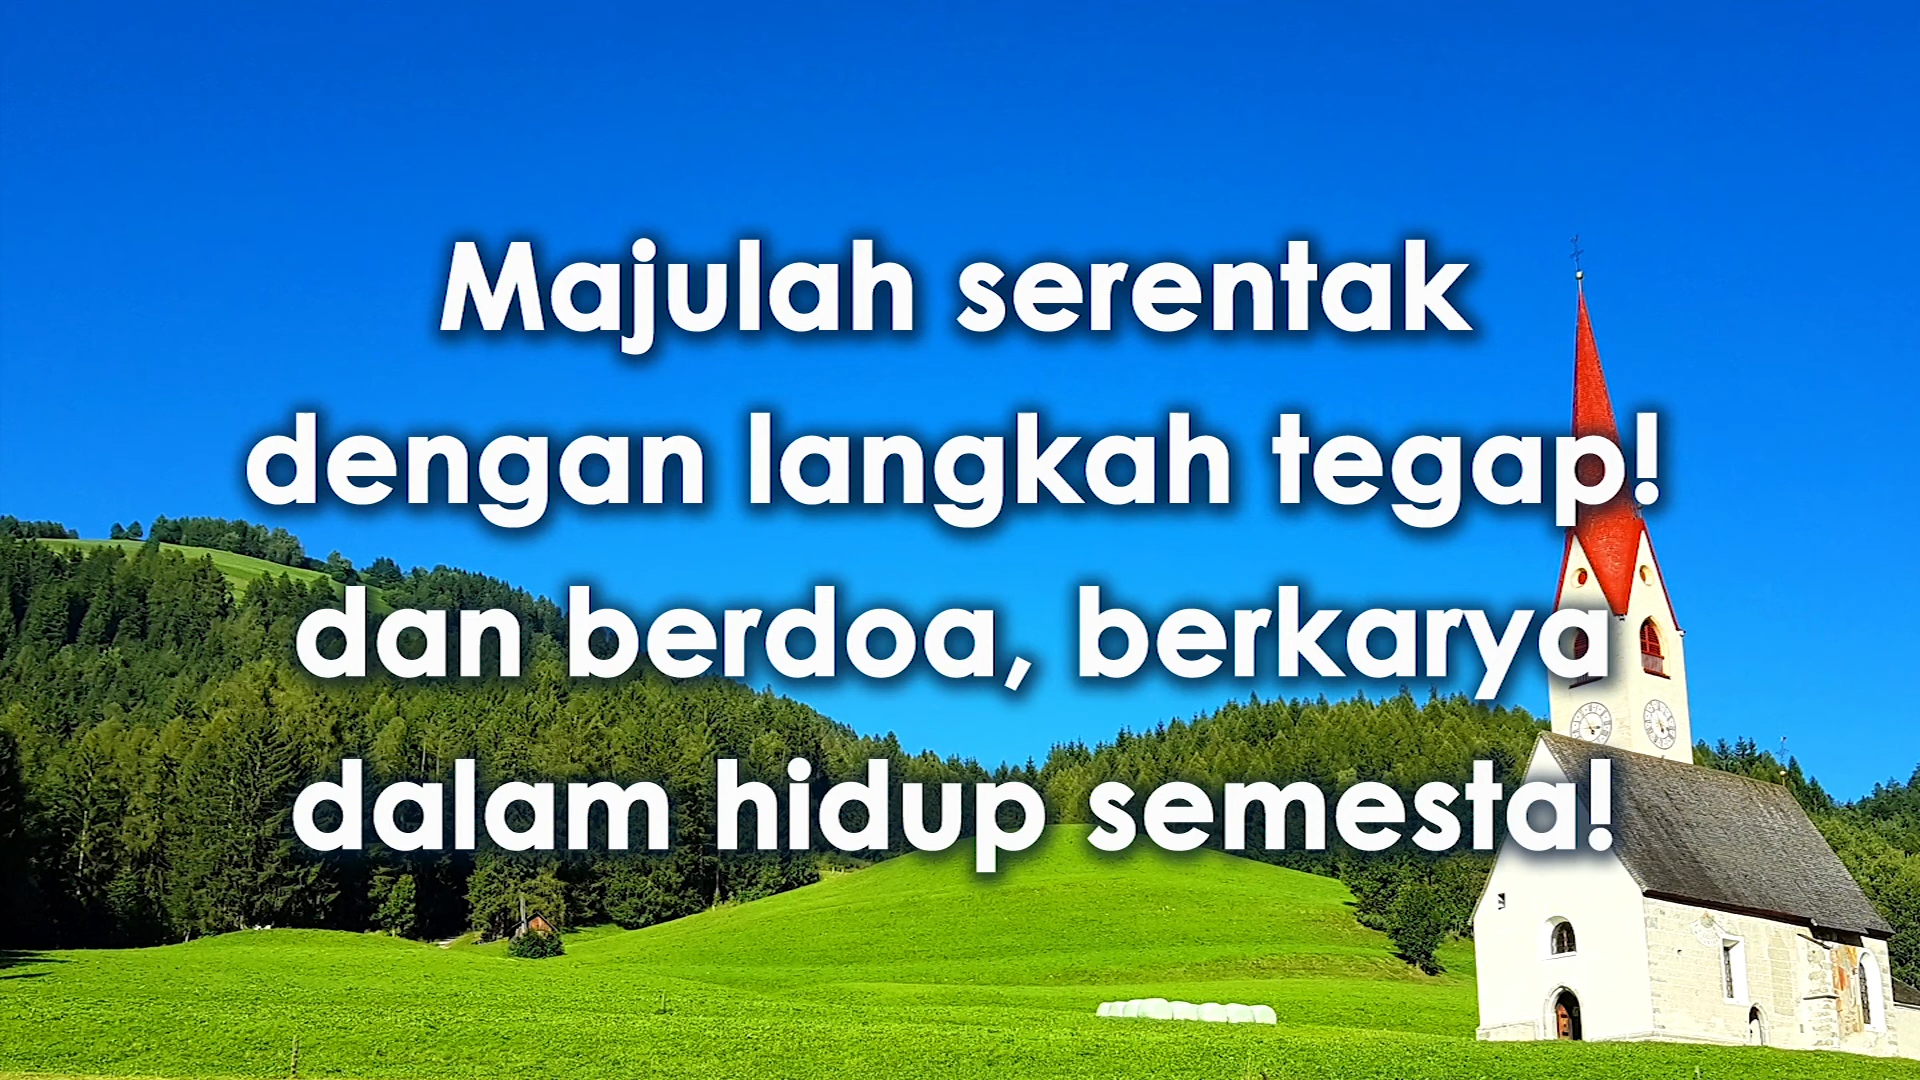 Majulah serentak
dengan langkah tegap!
dan berdoa, berkarya
dalam hidup semesta!